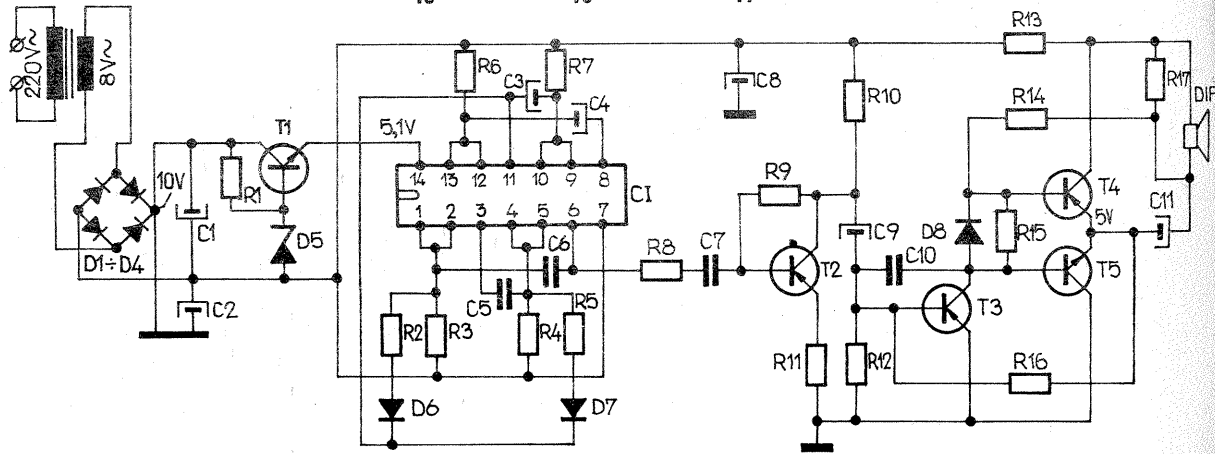 220V~
8V~
D1÷D4
10V
C1
C2
R1
T1
D5
5,1V
R6
C3
R7
C4
14 13 12 11 10 9 8
CI
1 2 3 4 5 6 7
C6
C5
R5
R2
R3
R4
D6
D7
C8
R8
C7
R9
R10
T2
C9
R11
R12
C10
T3
R13
R14
D8
R15
R16
R17
T4
5V
T5
C11
DIF